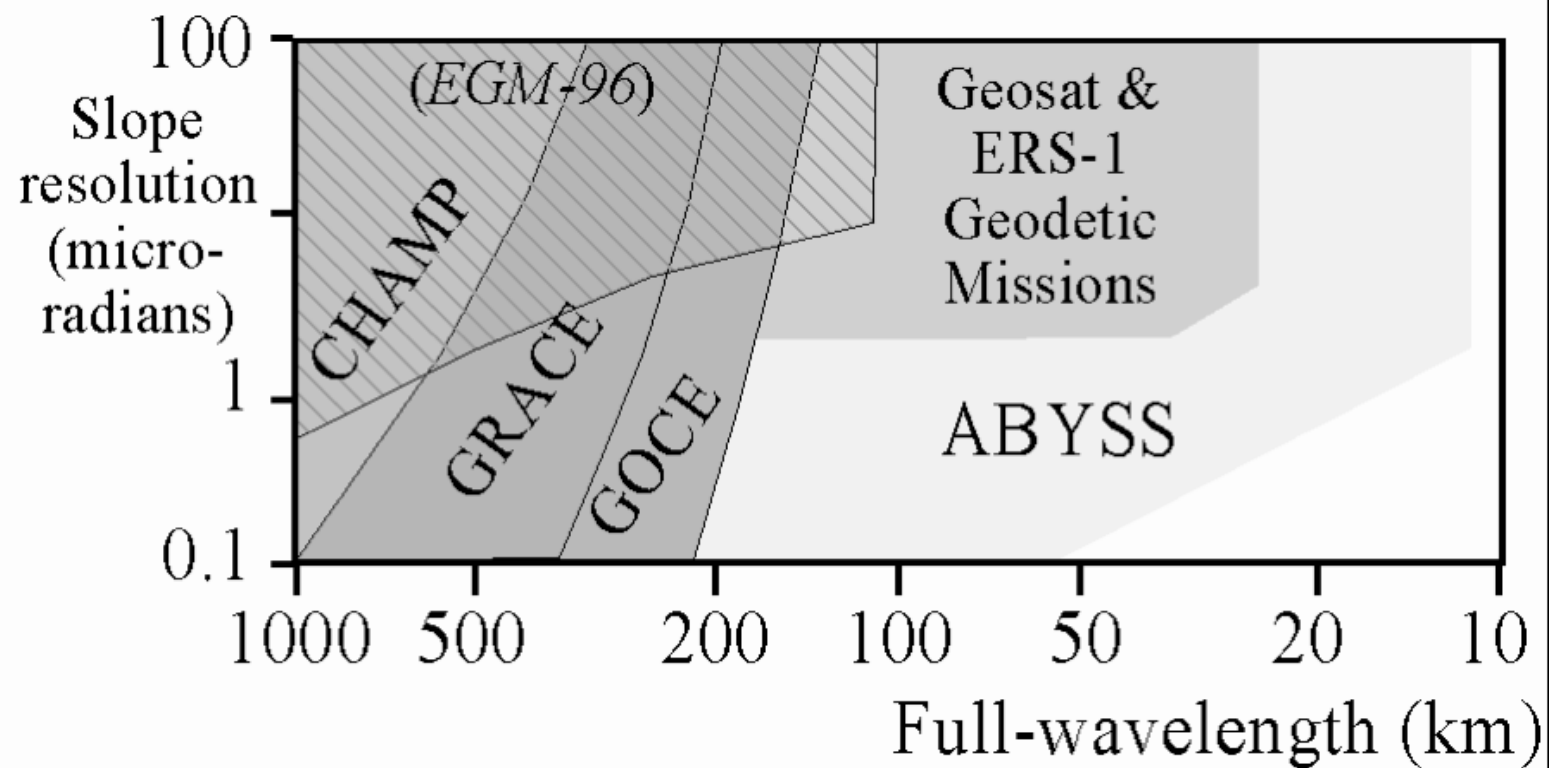 100
Slope
resolution
(micro-
radians)
1
0.1
(EGM-96)
CHAMP
GRACE
GOCE
Geosat &
ERS-1
Geodetic
Missions
ABYSS
1000 500 200 100 50 20 10
Full-wavelength (km)